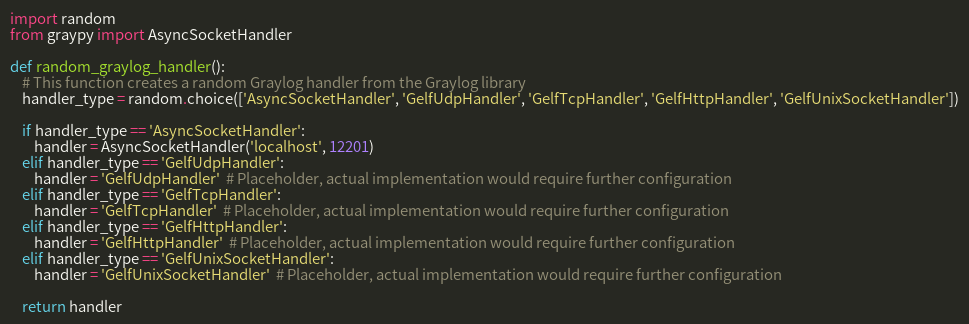 import random
from graypy import AsyncSocketHandler

def random_graylog_handler():
    # This function creates a random Graylog handler from the Graylog library
    handler_type = random.choice(['AsyncSocketHandler', 'GelfUdpHandler', 'GelfTcpHandler', 'GelfHttpHandler', 'GelfUnixSocketHandler'])

    if handler_type == 'AsyncSocketHandler':
        handler = AsyncSocketHandler('localhost', 12201)
    elif handler_type == 'GelfUdpHandler':
        handler = 'GelfUdpHandler'  # Placeholder, actual implementation would require further configuration
    elif handler_type == 'GelfTcpHandler':
        handler = 'GelfTcpHandler'  # Placeholder, actual implementation would require further configuration
    elif handler_type == 'GelfHttpHandler':
        handler = 'GelfHttpHandler'  # Placeholder, actual implementation would require further configuration
    elif handler_type == 'GelfUnixSocketHandler':
        handler = 'GelfUnixSocketHandler'  # Placeholder, actual implementation would require further configuration

    return handler